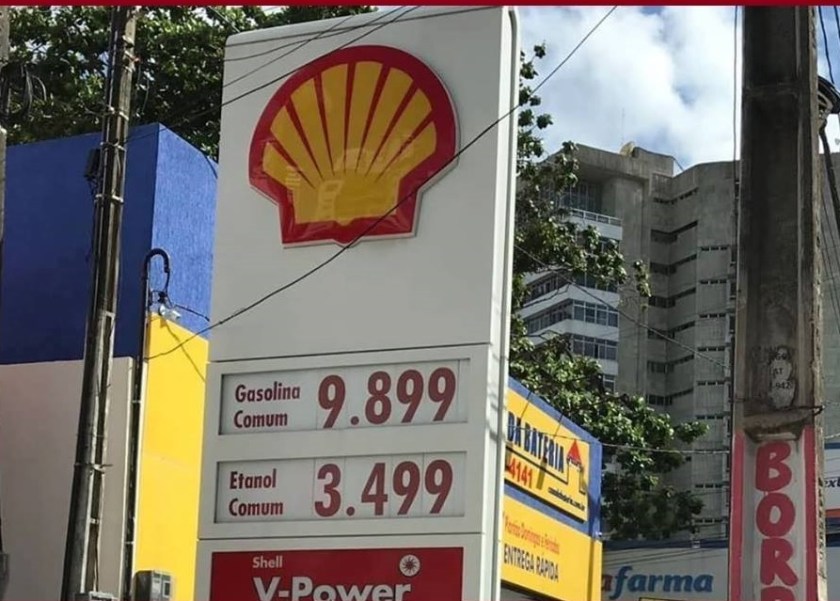 Gasolina
Comum
9.899
Etanol
Comum
3.499
Shell
V-Power
DA BATERIA
4141
ENTREGA RÁPIDA
afarma
BOR